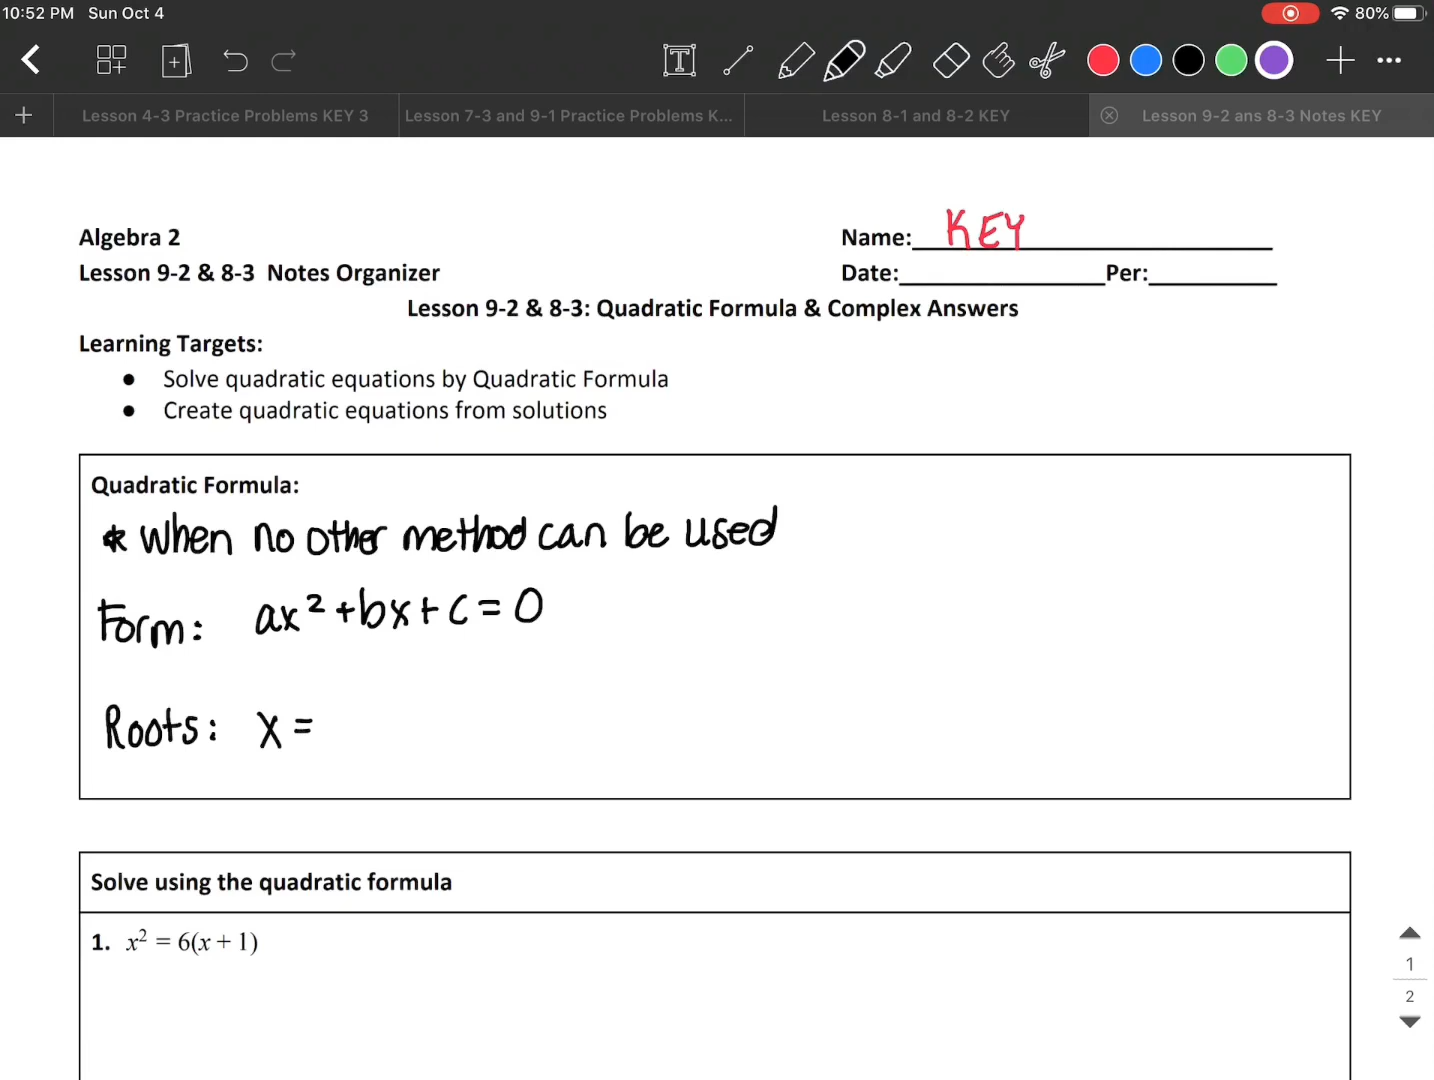 10:52 PM Sun Oct 4
80%
T
Lesson 4-3 Practice Problems KEY 3
Lesson 7-3 and 9-1 Practice Problems K...
Lesson 8-1 and 8-2 KEY
Lesson 9-2 ans 8-3 Notes KEY
Algebra 2 Name: KEY
Lesson 9-2 & 8-3 Notes Organizer Date: Per:
Lesson 9-2 & 8-3: Quadratic Formula & Complex Answers
Learning Targets:
● Solve quadratic equations by Quadratic Formula
● Create quadratic equations from solutions
Quadratic Formula:
* when no other method can be used
Form: ax² + bx + c = 0
Roots: x =
Solve using the quadratic formula
1. x² = 6(x + 1)
1
2